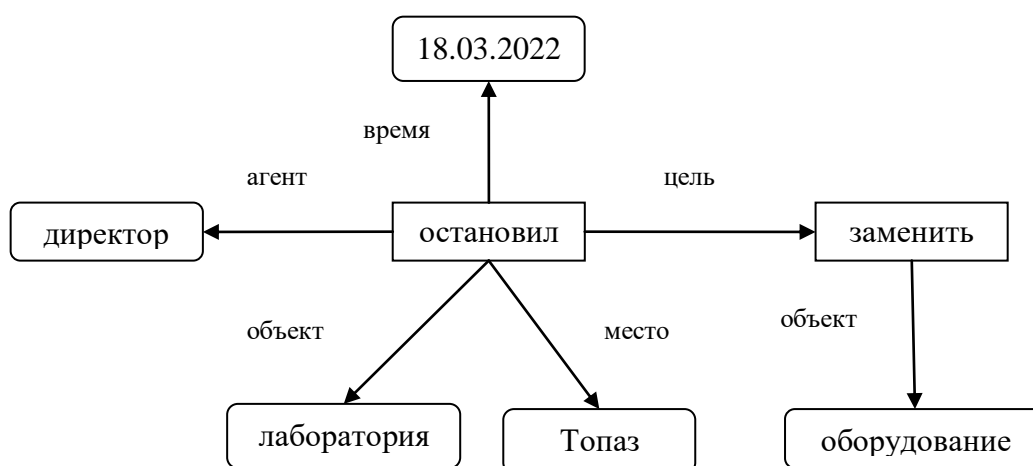 18.03.2022
время
агент
цель
директор
остановил
заменить
объект
место
объект
лаборатория
Топаз
оборудование